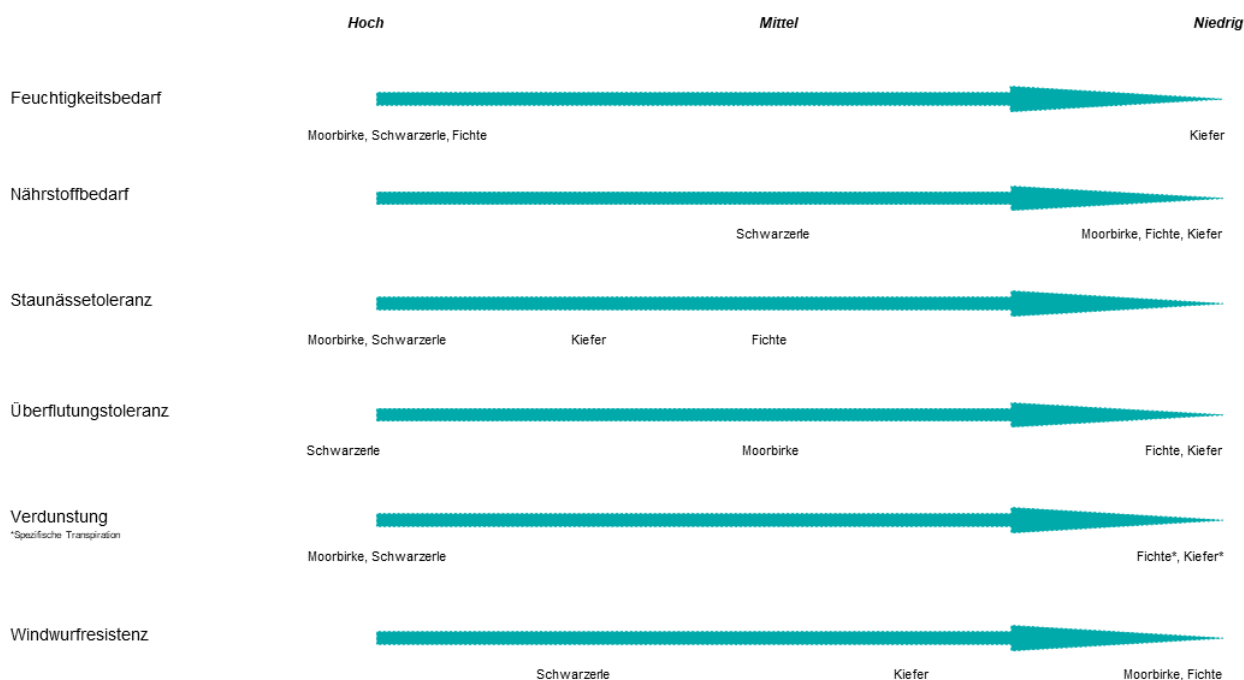 Hoch Mittel Niedrig
Feuchtigkeitsbedarf
Moorbirke, Schwarzerle, Fichte Kiefer
Nährstoffbedarf
Schwarzerle Moorbirke, Fichte, Kiefer
Staunässetoleranz
Moorbirke, Schwarzerle Kiefer Fichte
Überflutungstoleranz
Schwarzerle Moorbirke Fichte, Kiefer
Verdunstung
*Spezifische Transpiration
Moorbirke, Schwarzerle Fichte*, Kiefer*
Windwurfresistenz
Schwarzerle Kiefer Moorbirke, Fichte